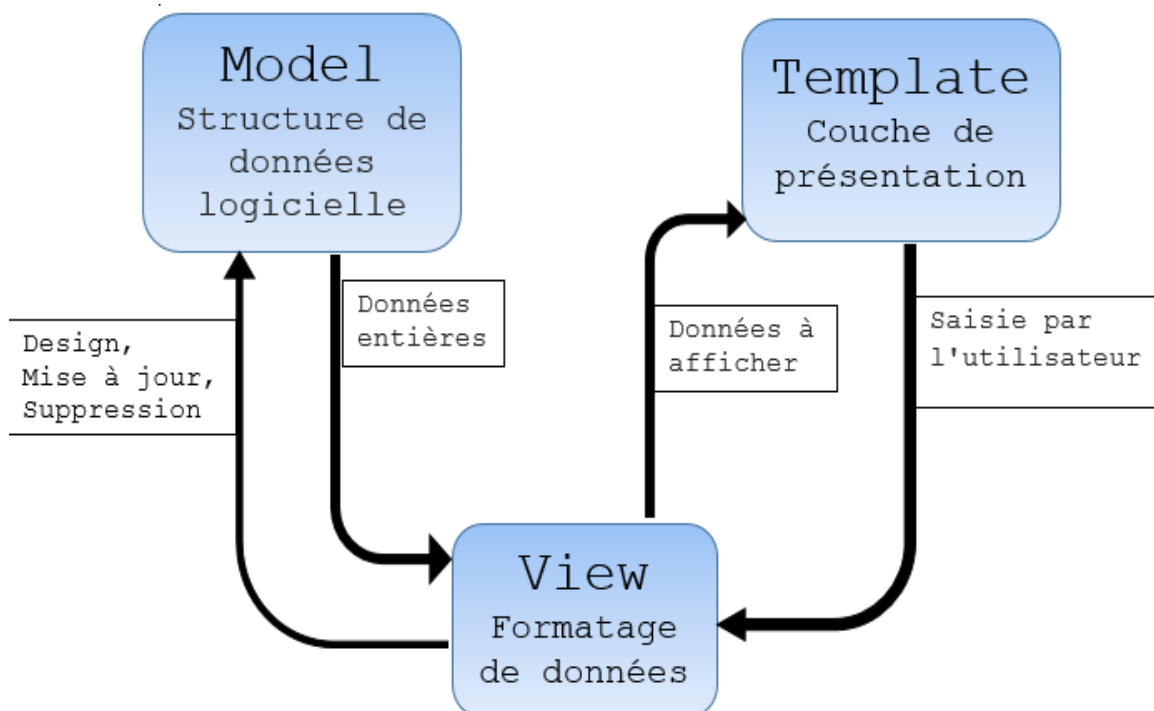 Model
Structure de
données
logicielle
Template
Couche de
présentation
Design,
Mise à jour,
Suppression
Données
entières
Données à
afficher
Saisie par
l'utilisateur
View
Formatage
de données